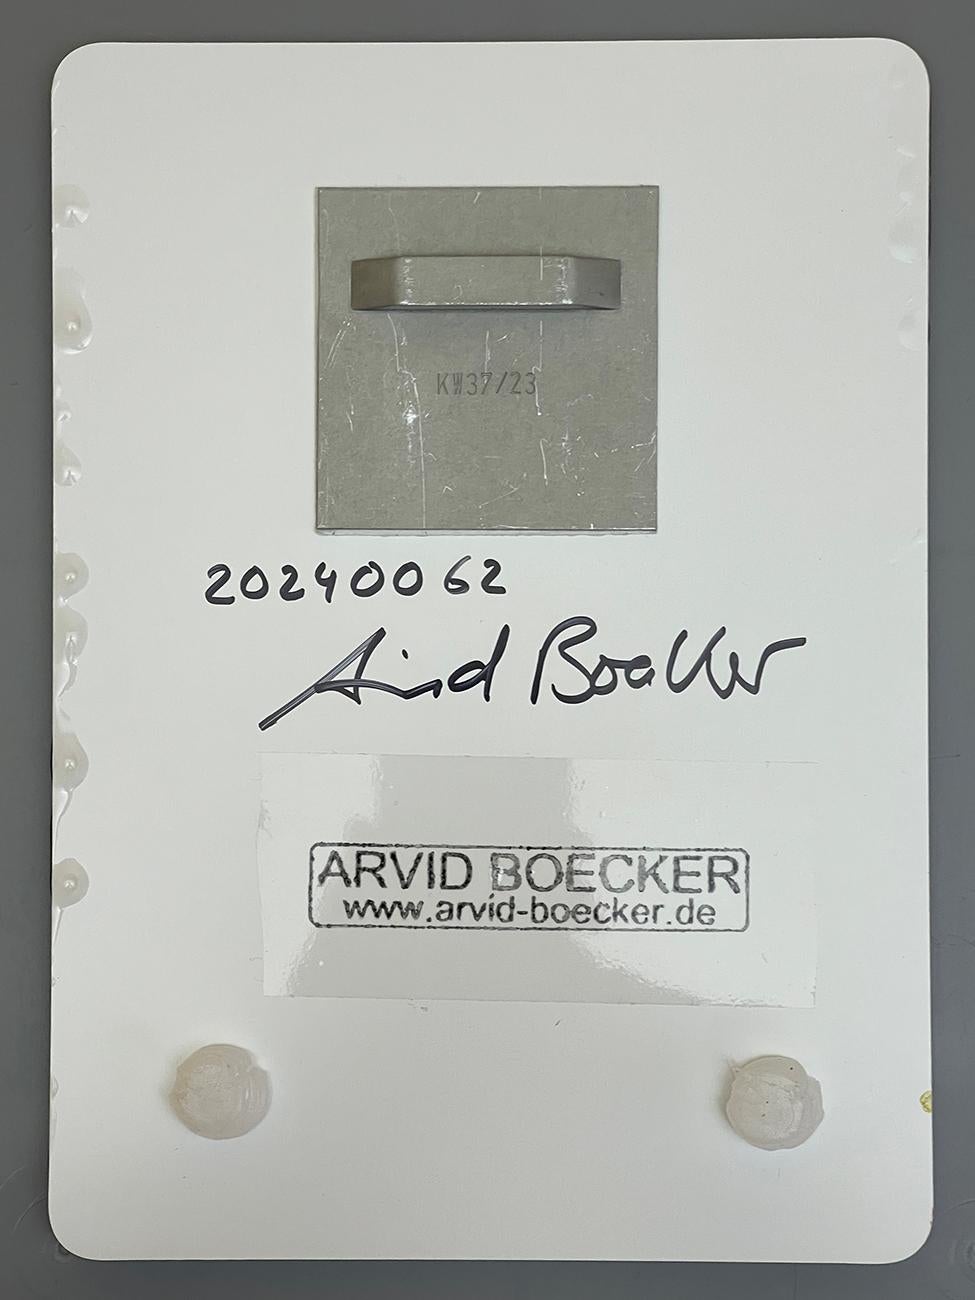 KW37/23
20240062
Arvid Boecker
ARVID BOECKER
www.arvid-boecker.de